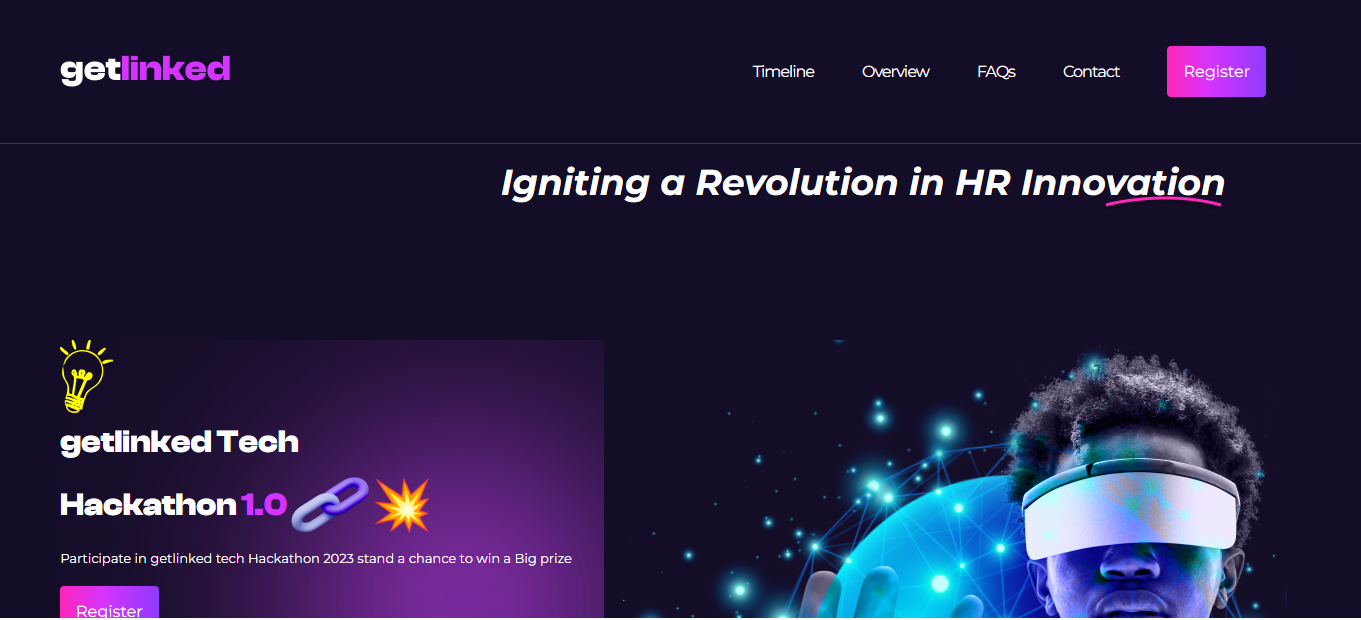 getlinked
Timeline Overview FAQs Contact Register
Igniting a Revolution in HR Innovation
getlinked Tech
Hackathon 1.0
Participate in getlinked tech Hackathon 2023 stand a chance to win a Big prize
Register